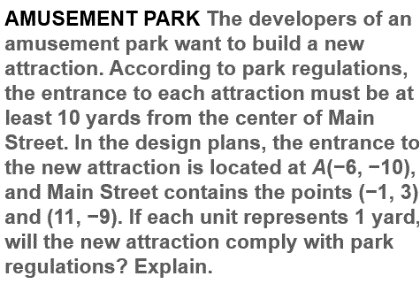 AMUSEMENT PARK The developers of an
amusement park want to build a new
attraction. According to park regulations,
the entrance to each attraction must be at
least 10 yards from the center of Main
Street. In the design plans, the entrance to
the new attraction is located at A(−6, −10),
and Main Street contains the points (−1, 3)
and (11, −9). If each unit represents 1 yard,
will the new attraction comply with park
regulations? Explain.